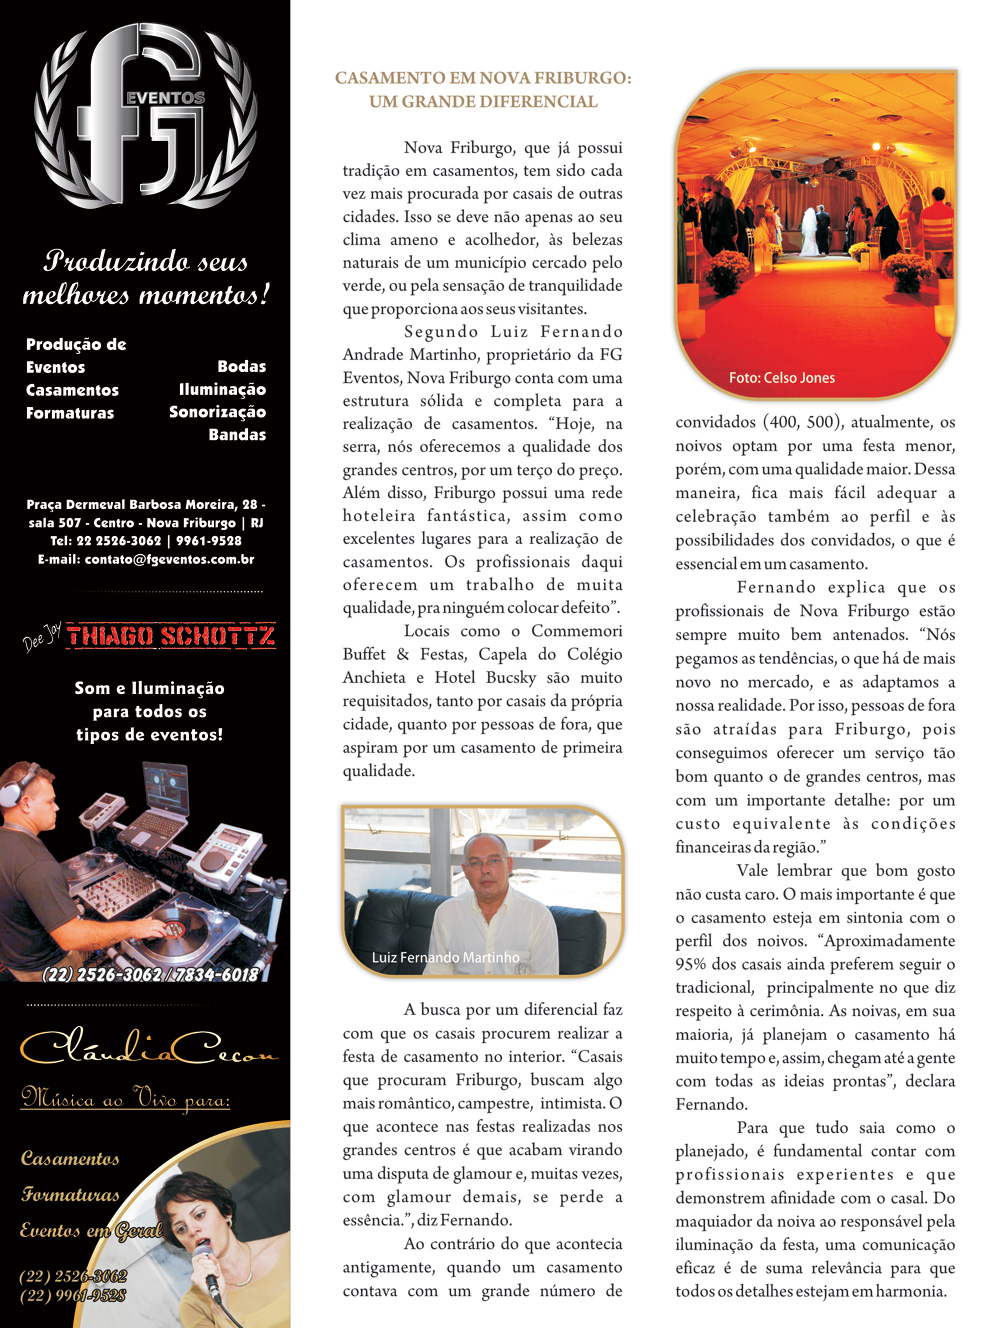 fg
EVENTOS
Produzindo seus
melhores momentos!
Produção de
Eventos
Casamentos
Formaturas
Bodas
Iluminação
Sonorização
Bandas
Praça Dermeval Barbosa Moreira, 28 -
sala 507 - Centro - Nova Friburgo | RJ
Tel: 22 2526-3062 | 9961-9528
E-mail: contato@fgeventos.com.br
Dee Jay THIAGO SCHOTTZ
Som e Iluminação
para todos os
tipos de eventos!
(22) 2526-3062 / 7834-6018
Cláudia Cecon
Música ao Vivo para:
Casamentos
Formaturas
Eventos em Geral
(22) 2526-3062
(22) 9961-9528
CASAMENTO EM NOVA FRIBURGO:
UM GRANDE DIFERENCIAL
Nova Friburgo, que já possui
tradição em casamentos, tem sido cada
vez mais procurada por casais de outras
cidades. Isso se deve não apenas ao seu
clima ameno e acolhedor, às belezas
naturais de um município cercado pelo
verde, ou pela sensação de tranquilidade
que proporciona aos seus visitantes.
Segundo Luiz Fernando
Andrade Martinho, proprietário da FG
Eventos, Nova Friburgo conta com uma
estrutura sólida e completa para a
realização de casamentos. “Hoje, na
serra, nós oferecemos a qualidade dos
grandes centros, por um terço do preço.
Além disso, Friburgo possui uma rede
hoteleira fantástica, assim como
excelentes lugares para a realização de
casamentos. Os profissionais daqui
oferecem um trabalho de muita
qualidade, pra ninguém colocar defeito”.
Locais como o Commemori
Buffet & Festas, Capela do Colégio
Anchieta e Hotel Bucsky são muito
requisitados, tanto por casais da própria
cidade, quanto por pessoas de fora, que
aspiram por um casamento de primeira
qualidade.
Luiz Fernando Martinho
A busca por um diferencial faz
com que os casais procurem realizar a
festa de casamento no interior. “Casais
que procuram Friburgo, buscam algo
mais romântico, campestre, intimista. O
que acontece nas festas realizadas nos
grandes centros é que acabam virando
uma disputa de glamour e, muitas vezes,
com glamour demais, se perde a
essência.”, diz Fernando.
Ao contrário do que acontecia
antigamente, quando um casamento
contava com um grande número de
Foto: Celso Jones
convidados (400, 500), atualmente, os
noivos optam por uma festa menor,
porém, com uma qualidade maior. Dessa
maneira, fica mais fácil adequar a
celebração também ao perfil e às
possibilidades dos convidados, o que é
essencial em um casamento.
Fernando explica que os
profissionais de Nova Friburgo estão
sempre muito bem antenados. “Nós
pegamos as tendências, o que há de mais
novo no mercado, e as adaptamos a
nossa realidade. Por isso, pessoas de fora
são atraídas para Friburgo, pois
conseguimos oferecer um serviço tão
bom quanto o de grandes centros, mas
com um importante detalhe: por um
custo equivalente às condições
financeiras da região.”
Vale lembrar que bom gosto
não custa caro. O mais importante é que
o casamento esteja em sintonia com o
perfil dos noivos. “Aproximadamente
95% dos casais ainda preferem seguir o
tradicional, principalmente no que diz
respeito à cerimônia. As noivas, em sua
maioria, já planejam o casamento há
muito tempo e, assim, chegam até a gente
com todas as ideias prontas”, declara
Fernando.
Para que tudo saia como o
planejado, é fundamental contar com
profissionais experientes e que
demonstrem afinidade com o casal. Do
maquiador da noiva ao responsável pela
iluminação da festa, uma comunicação
eficaz é de suma relevância para que
todos os detalhes estejam em harmonia.